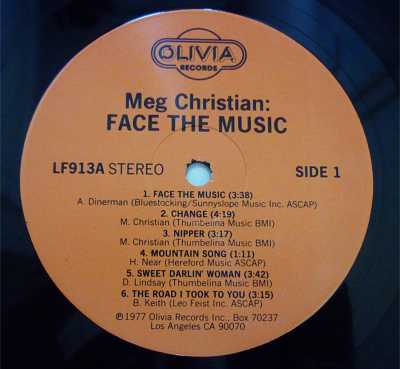 OLIVIA
RECORDS
Meg Christian:
FACE THE MUSIC
LF913A STEREO SIDE 1
1. FACE THE MUSIC (3:38)
A. Dinerman (Bluestocking/Sunnyslope Music Inc. ASCAP)
2. CHANGE (4:19)
M. Christian (Thumbelina Music BMI)
3. NIPPER (3:17)
M. Christian (Thumbelina Music BMI)
4. MOUNTAIN SONG (1:11)
H. Near (Hereford Music ASCAP)
5. SWEET DARLIN' WOMAN (3:42)
D. Lindsay (Thumbelina Music BMI)
6. THE ROAD I TOOK TO YOU (3:15)
B. Keith (Leo Feist Inc. ASCAP)
℗1977 Olivia Records Inc., Box 70237
Los Angeles CA 90070